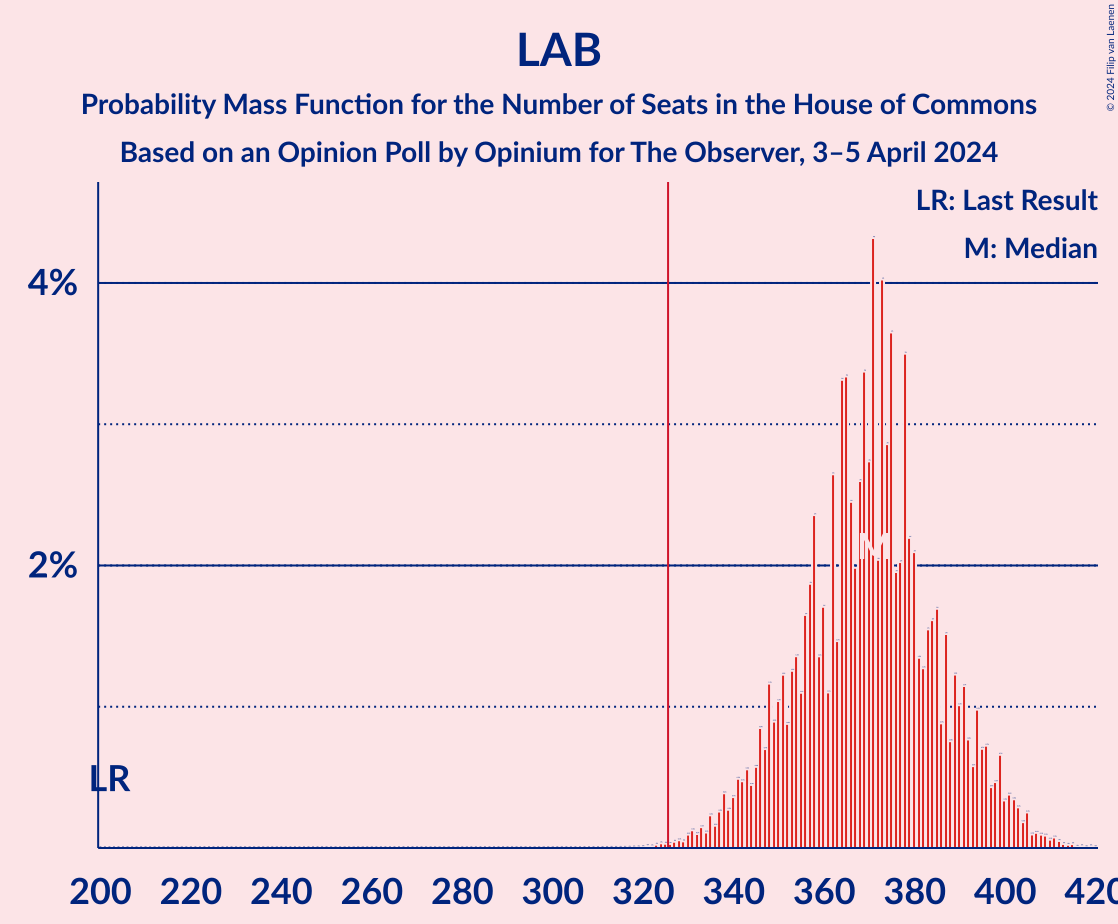 LAB
Probability Mass Function for the Number of Seats in the House of Commons
Based on an Opinion Poll by Opinium for The Observer, 3–5 April 2024
© 2024 Filip van Laenen
LR: Last Result
M: Median
4%
2%
M
LR
200 220 240 260 280 300 320 340 360 380 400 420